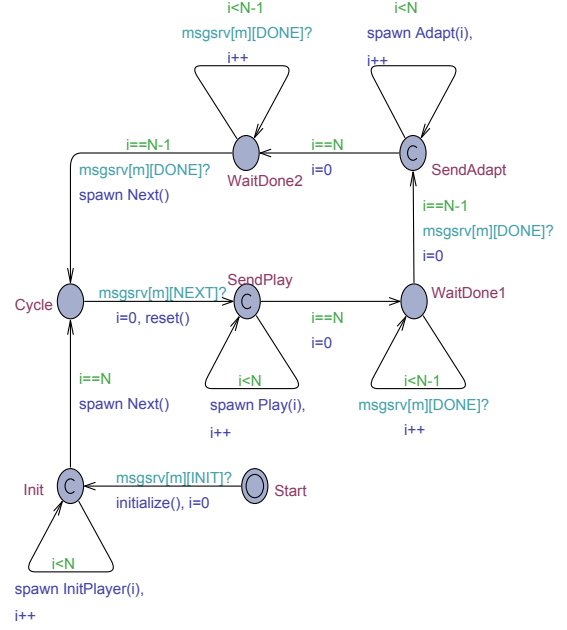 i<N-1
msgsrv[m][DONE]?
i++
i<N
spawn Adapt(i),
i++
i==N-1
msgsrv[m][DONE]?
spawn Next()
WaitDone2
i==N
i=0
C
SendAdapt
i==N-1
msgsrv[m][DONE]?
i=0
Cycle
msgsrv[m][NEXT]?
i=0, reset()
SendPlay
C
i==N
i=0
WaitDone1
i<N
spawn Play(i),
i++
i<N-1
msgsrv[m][DONE]?
i++
i==N
spawn Next()
Init
C
msgsrv[m][INIT]?
initialize(), i=0
Start
i<N
spawn InitPlayer(i),
i++